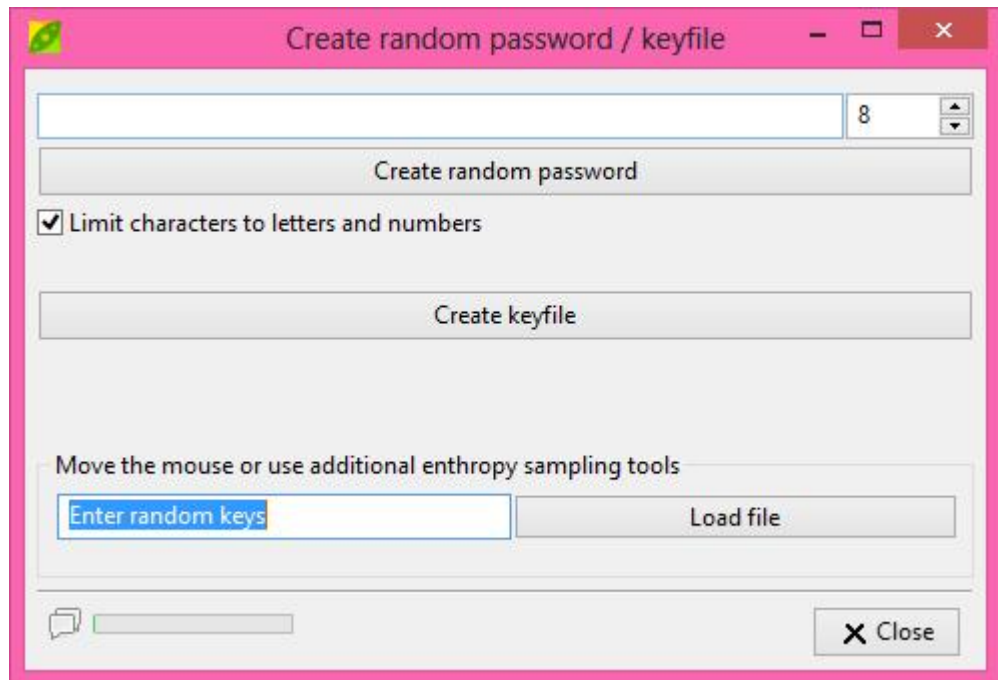 Create random password / keyfile
8
Create random password
Limit characters to letters and numbers
Create keyfile
Move the mouse or use additional enthropy sampling tools
Enter random keys
Load file
Close